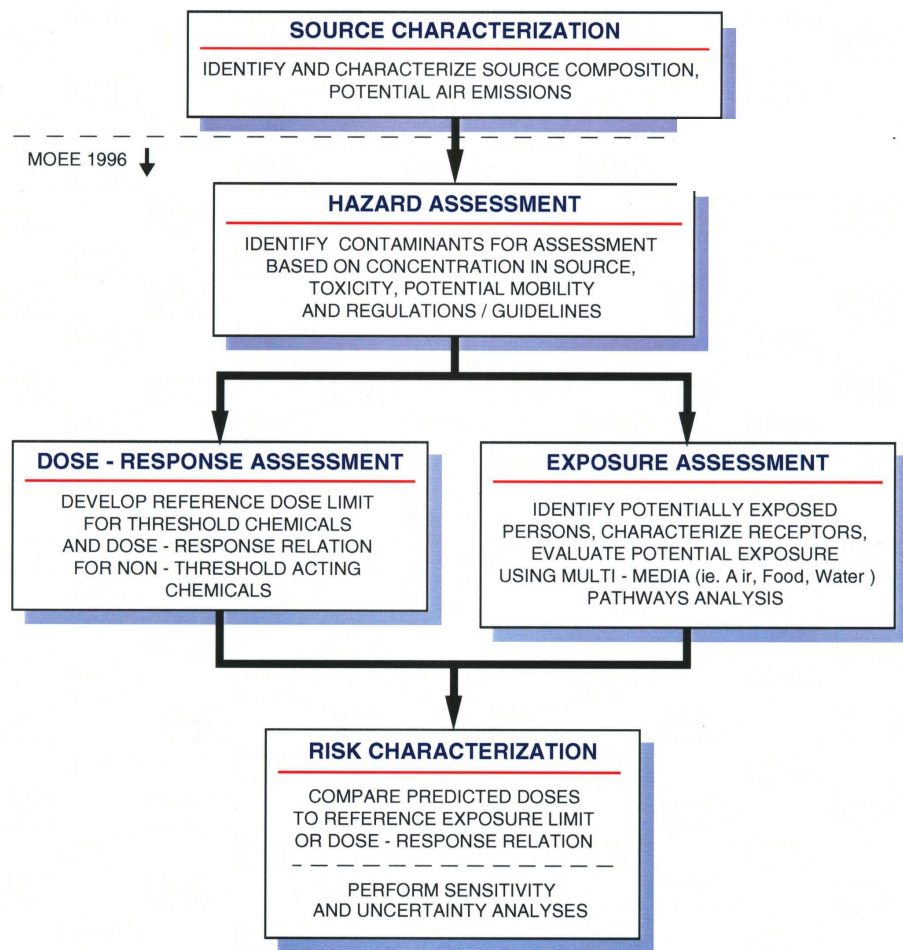 SOURCE CHARACTERIZATION
IDENTIFY AND CHARACTERIZE SOURCE COMPOSITION,
POTENTIAL AIR EMISSIONS
MOEE 1996
HAZARD ASSESSMENT
IDENTIFY CONTAMINANTS FOR ASSESSMENT
BASED ON CONCENTRATION IN SOURCE,
TOXICITY, POTENTIAL MOBILITY
AND REGULATIONS / GUIDELINES
DOSE - RESPONSE ASSESSMENT
DEVELOP REFERENCE DOSE LIMIT
FOR THRESHOLD CHEMICALS
AND DOSE - RESPONSE RELATION
FOR NON - THRESHOLD ACTING
CHEMICALS
EXPOSURE ASSESSMENT
IDENTIFY POTENTIALLY EXPOSED
PERSONS, CHARACTERIZE RECEPTORS,
EVALUATE POTENTIAL EXPOSURE
USING MULTI - MEDIA (ie. A ir, Food, Water )
PATHWAYS ANALYSIS
RISK CHARACTERIZATION
COMPARE PREDICTED DOSES
TO REFERENCE EXPOSURE LIMIT
OR DOSE - RESPONSE RELATION
PERFORM SENSITIVITY
AND UNCERTAINTY ANALYSES